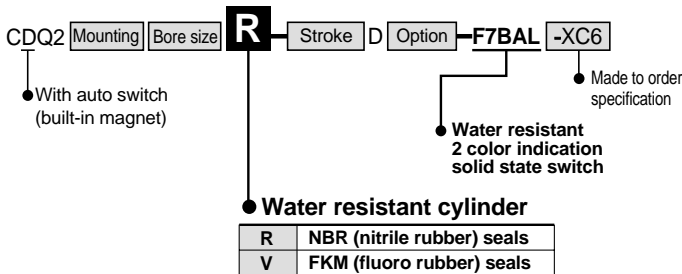 CDQ2 Mounting Bore size R Stroke D Option F7BAL -XC6
With auto switch
(built-in magnet)
Made to order
specification
Water resistant
2 color indication
solid state switch
Water resistant cylinder
R NBR (nitrile rubber) seals
V FKM (fluoro rubber) seals